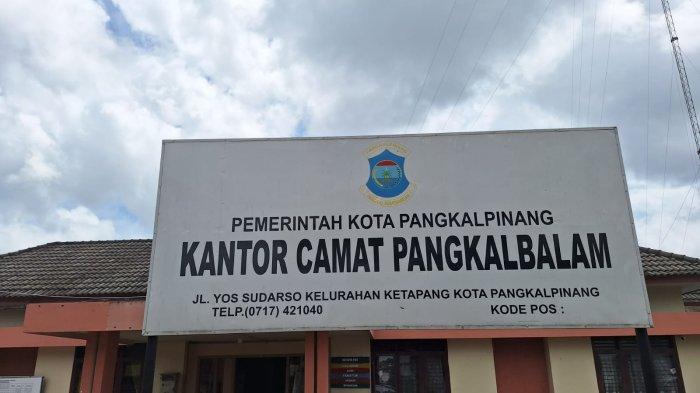 PEMERINTAH KOTA PANGKALPINANG
KANTOR CAMAT PANGKALBALAM
JL. YOS SUDARSO KELURAHAN KETAPANG KOTA PANGKALPINANG
TELP.(0717) 421040 KODE POS :